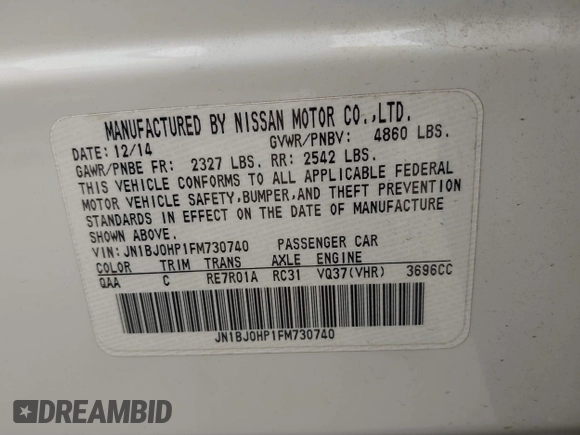 MANUFACTURED BY NISSAN MOTOR CO.,LTD.
DATE: 12/14 GVWR/PNBV: 4860 LBS.
GAWR/PNBE FR: 2327 LBS. RR: 2542 LBS.
THIS VEHICLE CONFORMS TO ALL APPLICABLE FEDERAL
MOTOR VEHICLE SAFETY,BUMPER,AND THEFT PREVENTION
STANDARDS IN EFFECT ON THE DATE OF MANUFACTURE
SHOWN ABOVE.
VIN: JN1BJ0HP1FM730740 PASSENGER CAR
COLOR TRIM TRANS AXLE ENGINE
QAA C RE7R01A RC31 VQ37(VHR) 3696CC
JN1BJ0HP1FM730740
DREAMBID